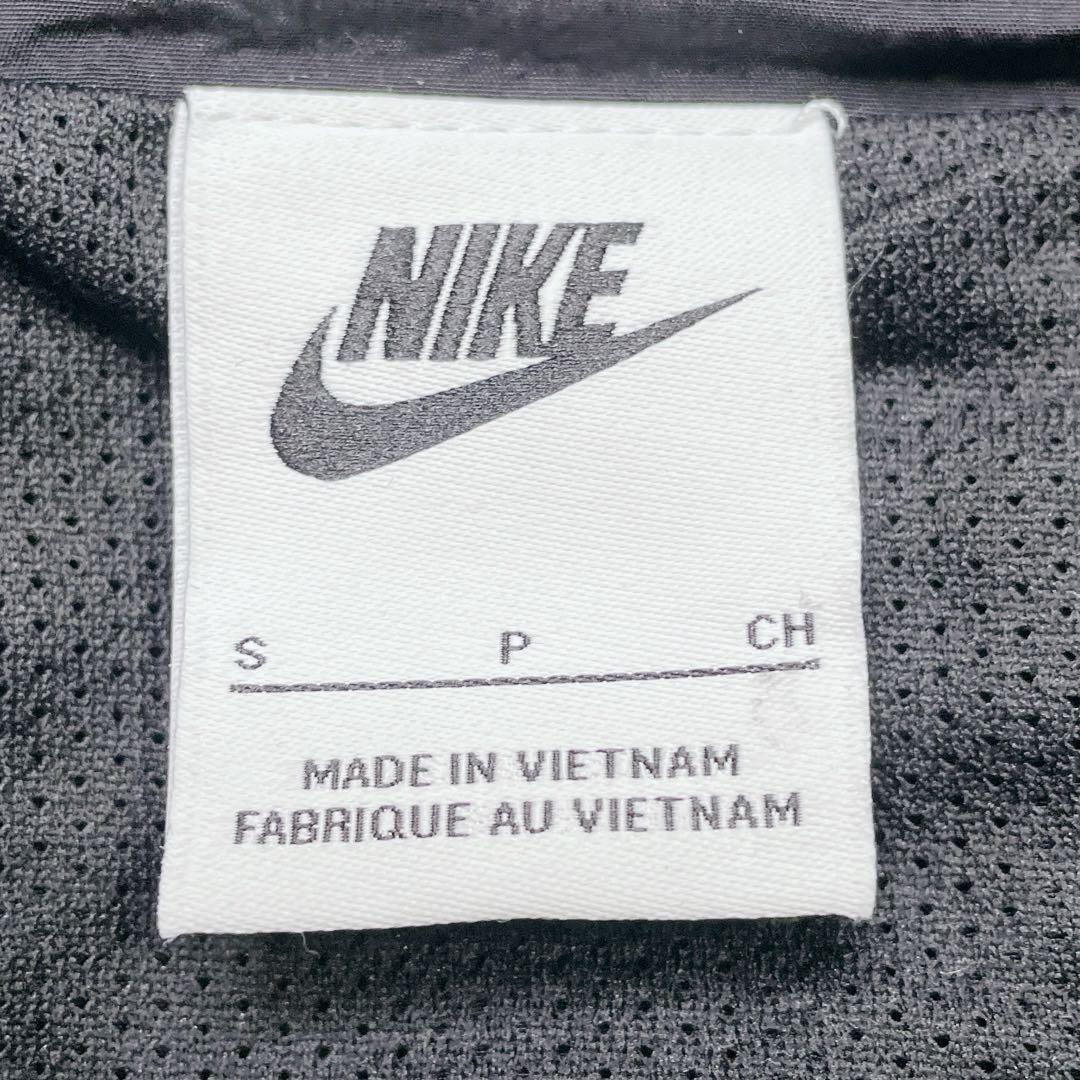 NIKE
S P CH
MADE IN VIETNAM
FABRIQUE AU VIETNAM